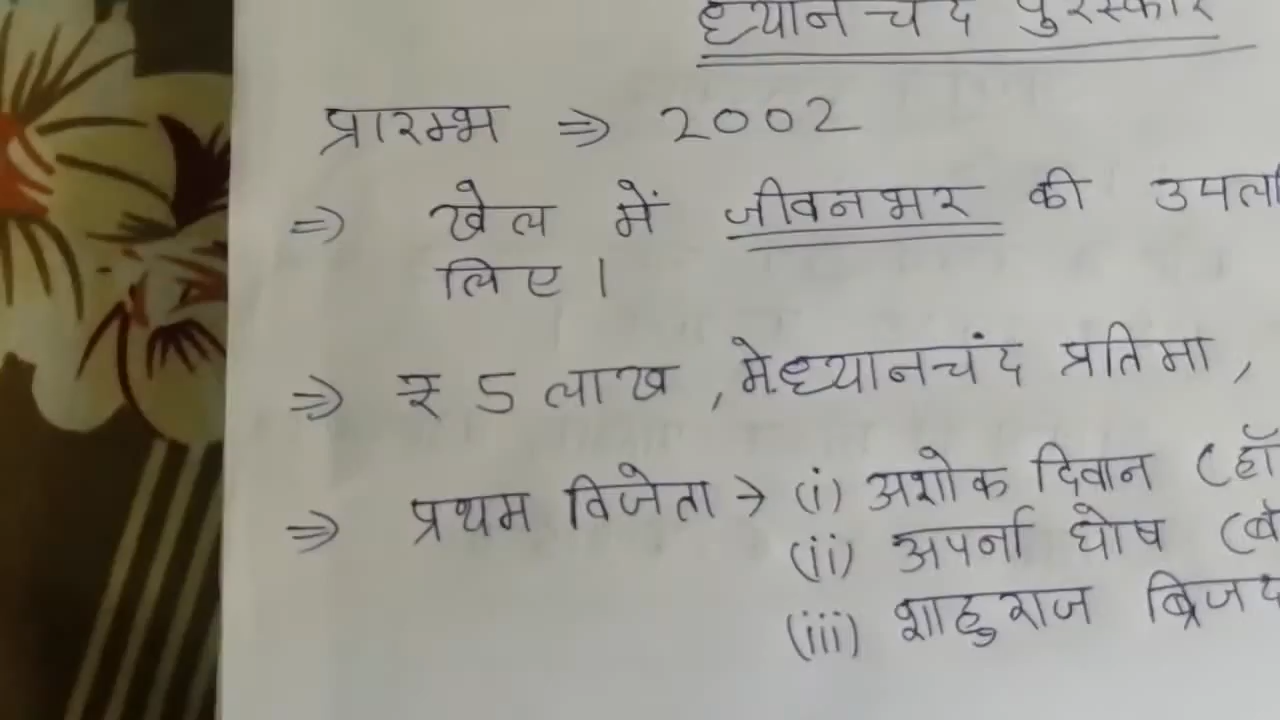 ध्यानचंद पुरस्कार
प्रारम्भ ⇒ 2002
⇒ खेल में जीवनभर की
लिए।
⇒ ₹ 5 लाख, मे.ध्यानचंद प्रतिमा,
⇒ प्रथम विजेता → (i) अशोक दिवान (हॉ
(ii) अपर्ना घोष (बॉ
(iii) शाहुराज